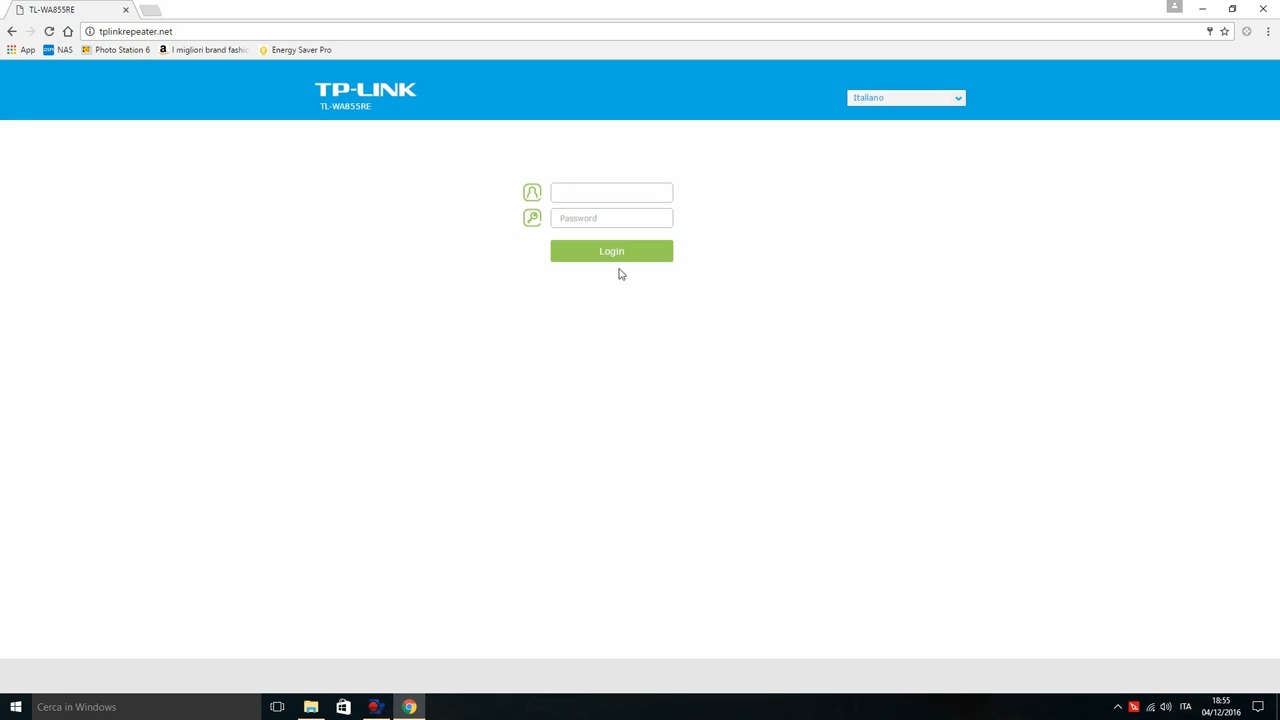 TL-WA855RE
tplinkrepeater.net
App NAS Photo Station 6 I migliori brand fashi Energy Saver Pro
TP-LINK
TL-WA855RE
Italiano
Password
Login
Cerca in Windows
ITA
18:55
04/12/2016